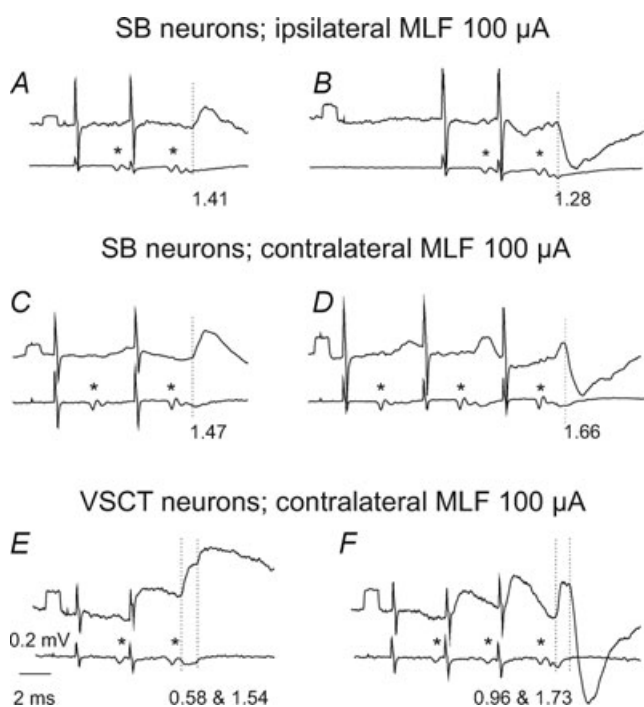 SB neurons; ipsilateral MLF 100 µA
A B
* * * *
1.41 1.28
SB neurons; contralateral MLF 100 µA
C D
* * * * *
1.47 1.66
VSCT neurons; contralateral MLF 100 µA
E F
0.2 mV * * * * *
2 ms 0.58 & 1.54 0.96 & 1.73